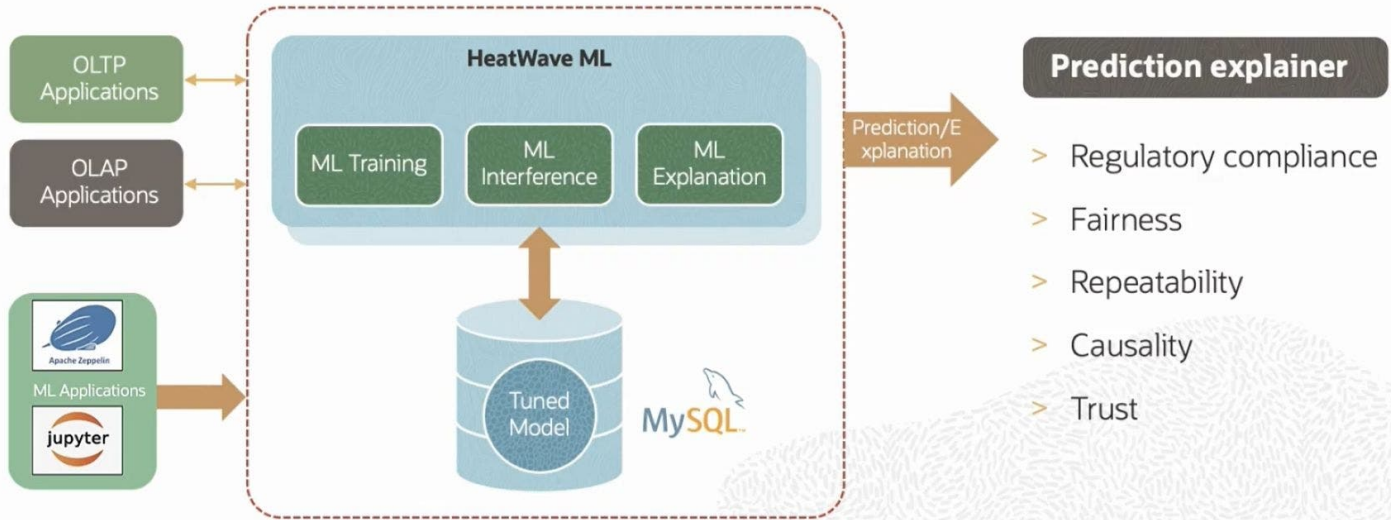 OLTP
Applications
OLAP
Applications
Apache Zeppelin
ML Applications
jupyter
HeatWave ML
ML Training
ML
Interference
ML
Explanation
Tuned
Model
MySQL™
Prediction/E
xplanation
Prediction explainer
> Regulatory compliance
> Fairness
> Repeatability
> Causality
> Trust